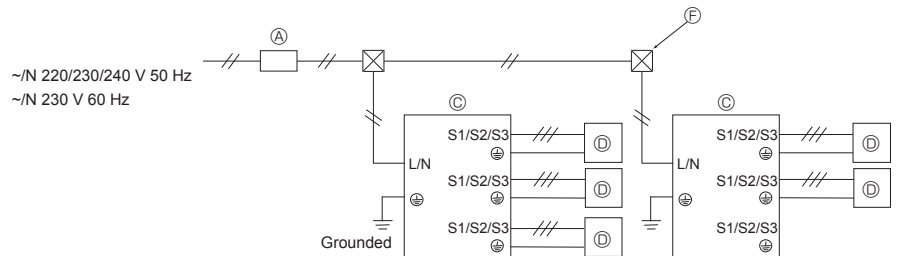 Ⓐ
Ⓕ
~/N 220/230/240 V 50 Hz
~/N 230 V 60 Hz
Ⓒ
Ⓒ
S1/S2/S3
Ⓓ
S1/S2/S3
Ⓓ
L/N
L/N
S1/S2/S3
Ⓓ
S1/S2/S3
Ⓓ
S1/S2/S3
Ⓓ
S1/S2/S3
Grounded